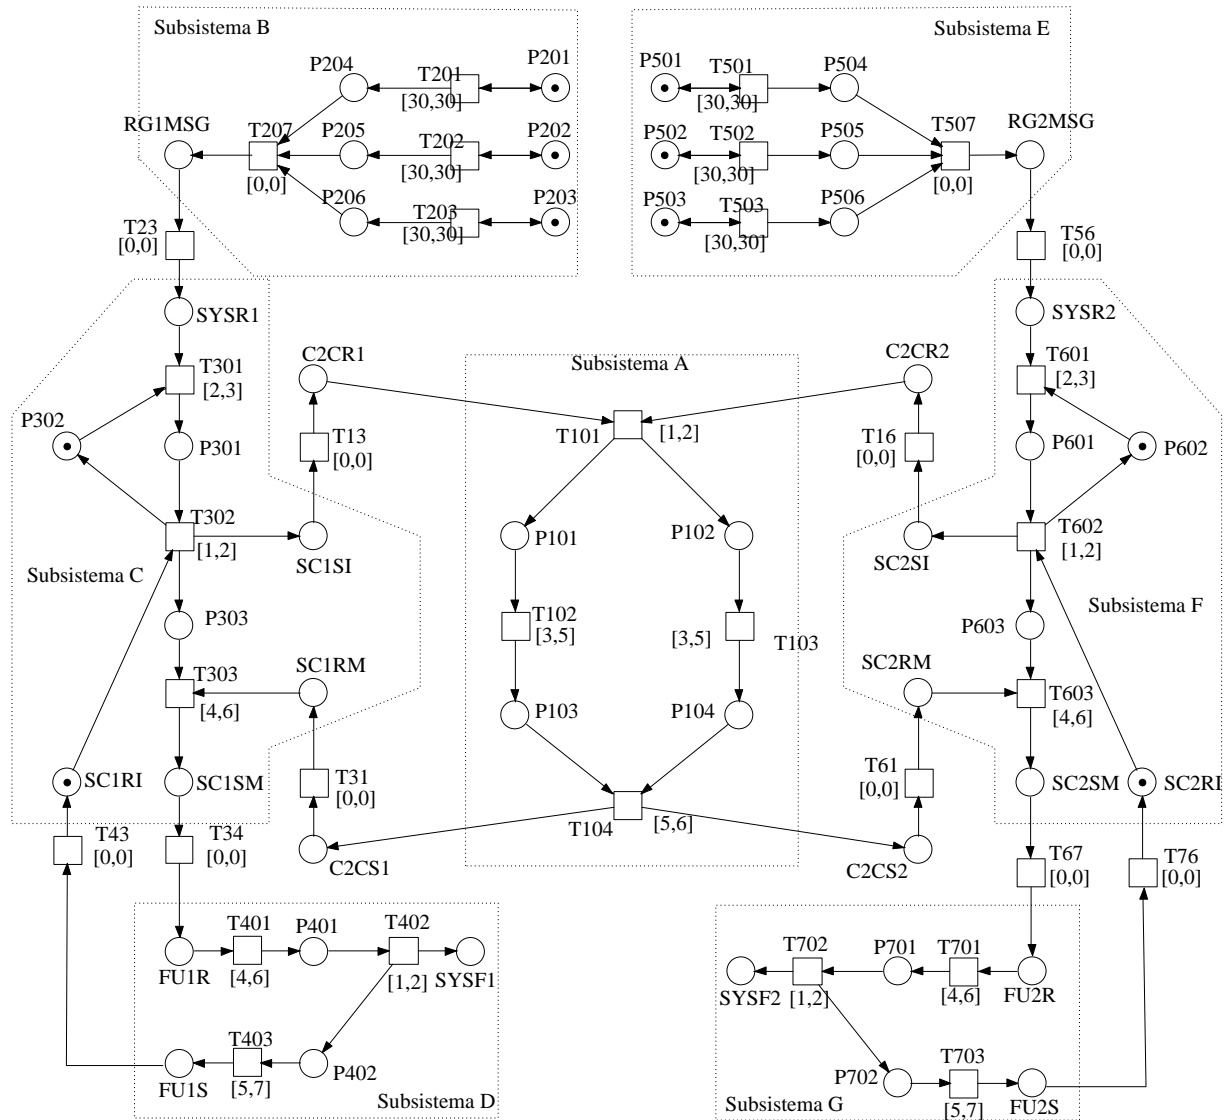 Subsistema B
Subsistema E
P204
T201
P201
[30,30]
P501
T501
P504
[30,30]
RG1MSG
T207
P205
T202
P202
[0,0]
[30,30]
P502
T502
P505
T507
RG2MSG
[30,30]
[0,0]
P206
T203
P203
[30,30]
P503
T503
P506
[30,30]
T23
[0,0]
T56
[0,0]
SYSR1
SYSR2
T301
[2,3]
C2CR1
Subsistema A
C2CR2
T601
[2,3]
P302
P301
T13
[0,0]
T101
[1,2]
T16
[0,0]
P601
P602
T302
[1,2]
SC1SI
P101
P102
SC2SI
T602
[1,2]
Subsistema C
Subsistema F
P303
T102
[3,5]
[3,5]
T103
P603
T303
[4,6]
SC1RM
SC2RM
T603
[4,6]
P103
P104
SC1RI
SC1SM
T31
[0,0]
T61
[0,0]
SC2SM
SC2RI
T43
[0,0]
T34
[0,0]
T104
[5,6]
C2CS1
C2CS2
T67
[0,0]
T76
[0,0]
FU1R
T401
[4,6]
P401
T402
[1,2]
SYSF1
SYSF2
T702
[1,2]
P701
T701
[4,6]
FU2R
FU1S
T403
[5,7]
P402
Subsistema D
P702
T703
[5,7]
FU2S
Subsistema G